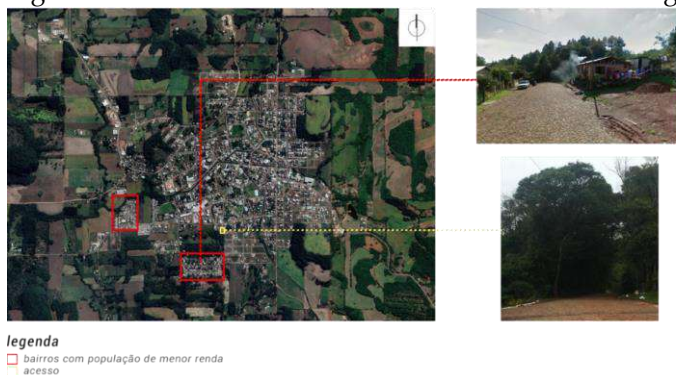 legenda
bairros com população de menor renda
acesso